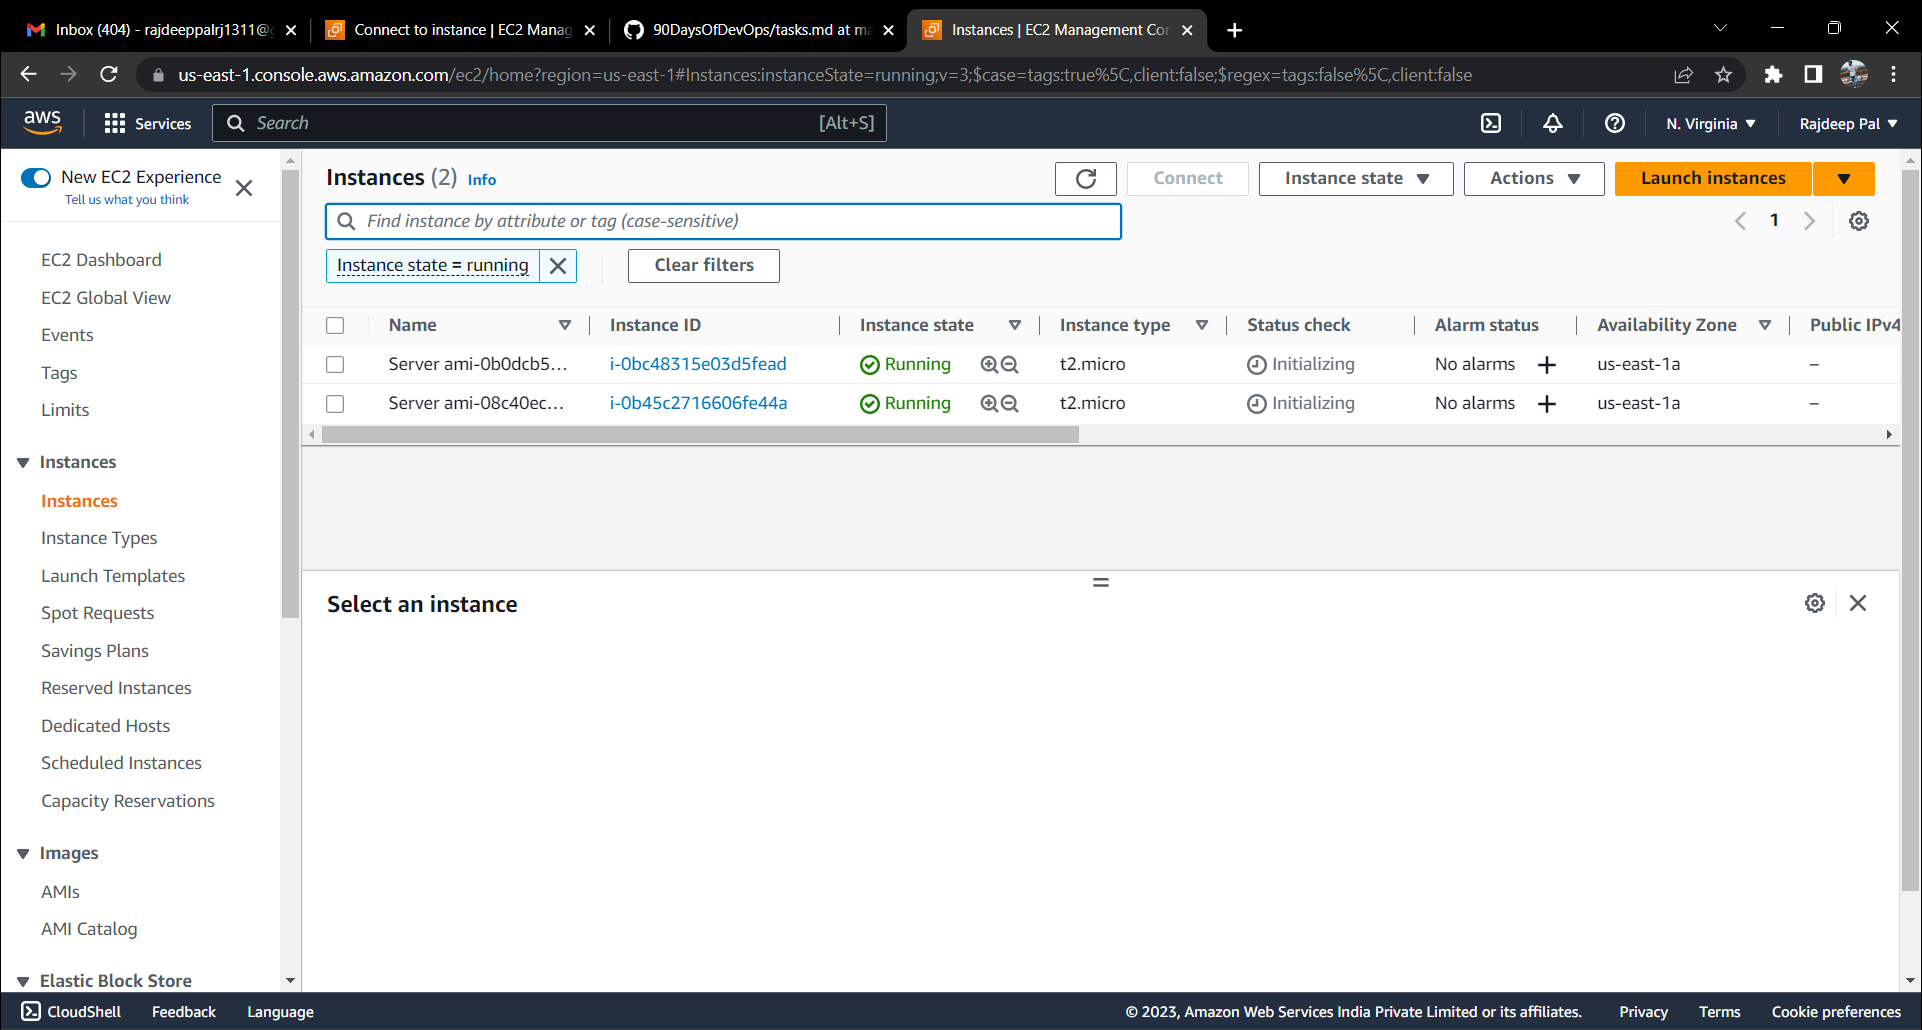 Inbox (404) - rajdeeppalrj1311@
Connect to instance | EC2 Manag
90DaysOfDevOps/tasks.md at ma
Instances | EC2 Management Con
us-east-1.console.aws.amazon.com/ec2/home?region=us-east-1#Instances:instanceState=running;v=3;$case=tags:true%5C,client:false;$regex=tags:false%5C,client:false
aws
Services
Search
[Alt+S]
N. Virginia
Rajdeep Pal
New EC2 Experience
Tell us what you think
EC2 Dashboard
EC2 Global View
Events
Tags
Limits
Instances
Instances
Instance Types
Launch Templates
Spot Requests
Savings Plans
Reserved Instances
Dedicated Hosts
Scheduled Instances
Capacity Reservations
Images
AMIs
AMI Catalog
Elastic Block Store
Instances (2) Info
Connect
Instance state
Actions
Launch instances
Find instance by attribute or tag (case-sensitive)
1
Instance state = running
Clear filters
Name Instance ID Instance state Instance type Status check Alarm status Availability Zone Public IPv4
Server ami-0b0dcb5... i-0bc48315e03d5fead Running t2.micro Initializing No alarms + us-east-1a –
Server ami-08c40ec... i-0b45c2716606fe44a Running t2.micro Initializing No alarms + us-east-1a –
Select an instance
CloudShell
Feedback
Language
© 2023, Amazon Web Services India Private Limited or its affiliates.
Privacy
Terms
Cookie preferences